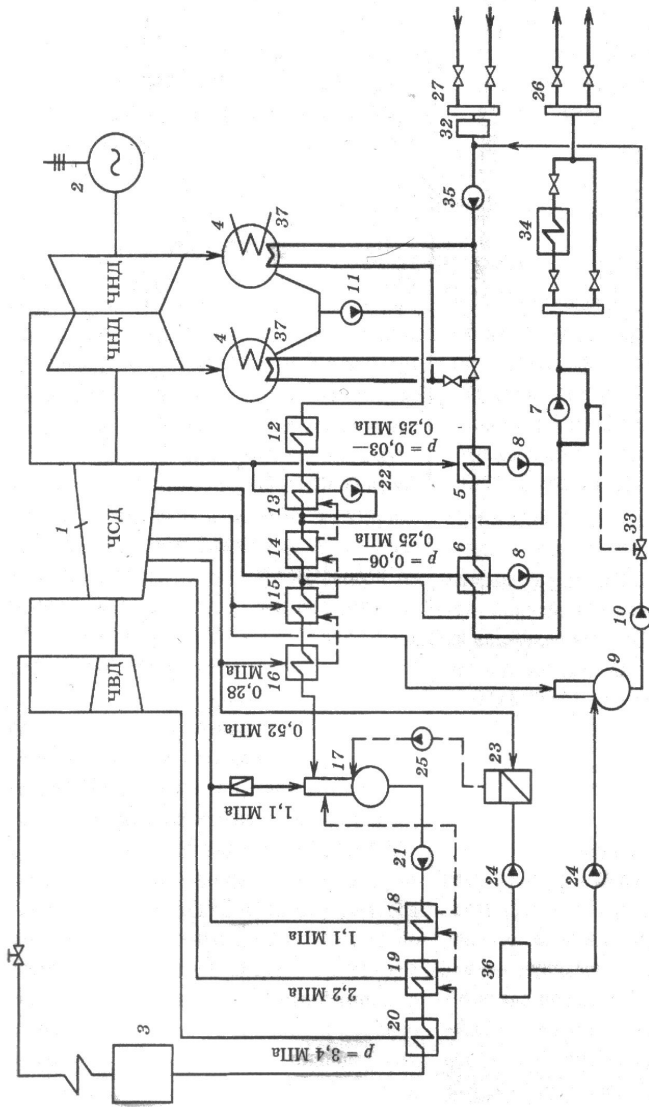 1
2
ЧВД
ЧСД
ЧНД
ЧНД
3
4
37
4
37
11
12
13
22
14
15
16
0,28 МПа
0,52 МПа
p = 0,03—
0,25 МПа
p = 0,06—
0,25 МПа
5
8
6
8
7
35
32
27
26
34
33
10
9
17
1,1 МПа
25
23
24
24
36
21
18
1,1 МПа
19
2,2 МПа
20
p = 3,4 МПа